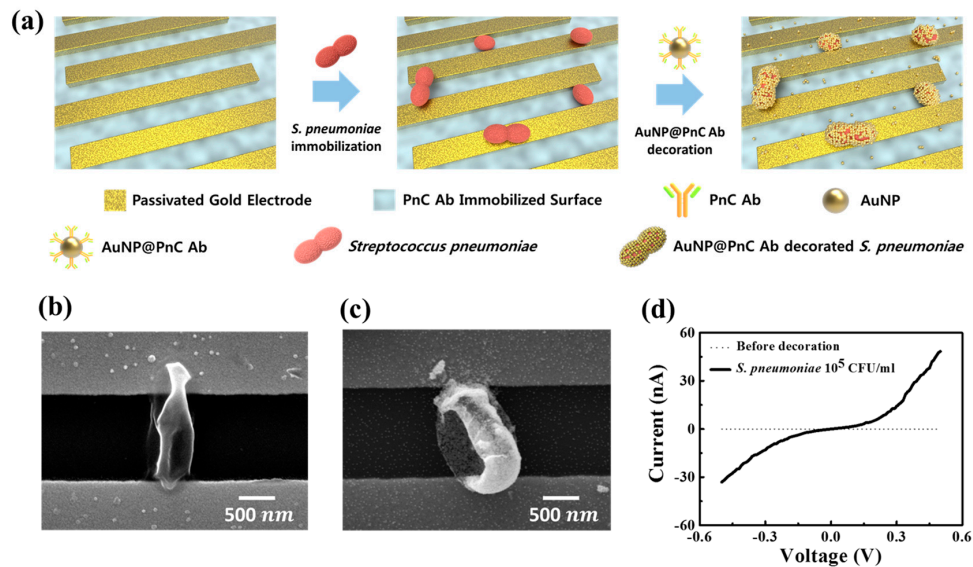 (a)
S. pneumoniae
immobilization
AuNP@PnC Ab
decoration
Passivated Gold Electrode
PnC Ab Immobilized Surface
PnC Ab
AuNP
AuNP@PnC Ab
Streptococcus pneumoniae
AuNP@PnC Ab decorated S. pneumoniae
(b)
500 nm
(c)
500 nm
(d)
60
30
0
-30
-60
Current (nA)
Before decoration
S. pneumoniae 10⁵ CFU/ml
-0.6
-0.3
0.0
0.3
0.6
Voltage (V)